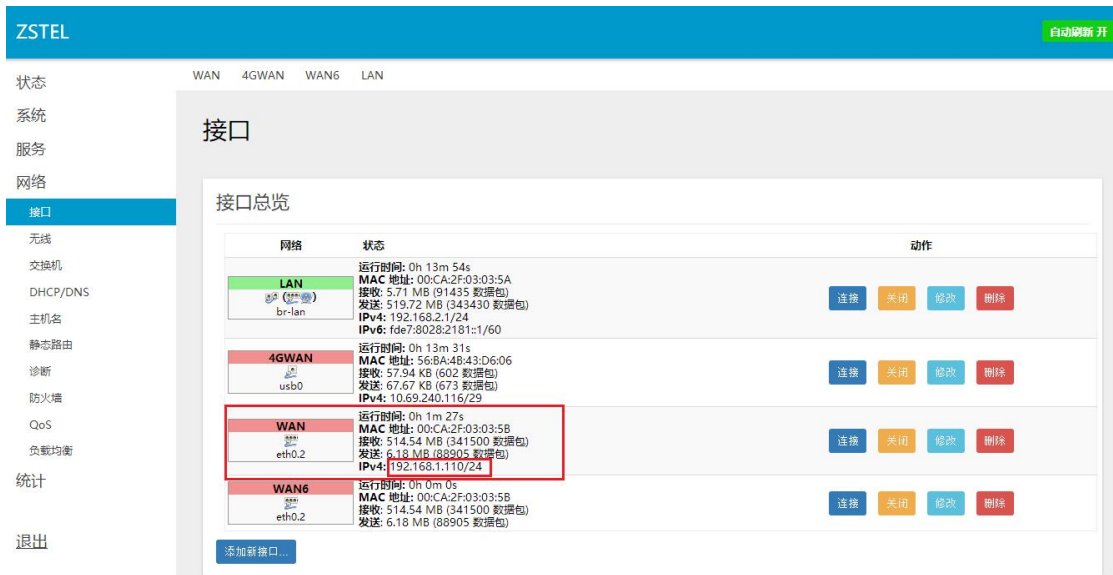 ZSTEL
自动刷新 开
状态
系统
服务
网络
接口
无线
交换机
DHCP/DNS
主机名
静态路由
诊断
防火墙
QoS
负载均衡
统计
退出
WAN 4GWAN WAN6 LAN
接口
接口总览
网络 状态 动作
LAN
br-lan
运行时间: 0h 13m 54s
MAC 地址: 00:CA:2F:03:03:5A
接收: 5.71 MB (91435 数据包)
发送: 519.72 MB (343430 数据包)
IPv4: 192.168.2.1/24
IPv6: fde7:8028:2181::1/60
连接 关闭 修改 删除
4GWAN
usb0
运行时间: 0h 13m 31s
MAC 地址: 56:BA:4B:43:D6:06
接收: 57.94 KB (602 数据包)
发送: 67.67 KB (673 数据包)
IPv4: 10.69.240.116/29
连接 关闭 修改 删除
WAN
eth0.2
运行时间: 0h 1m 27s
MAC 地址: 00:CA:2F:03:03:5B
接收: 514.54 MB (341500 数据包)
发送: 6.18 MB (88905 数据包)
IPv4: 192.168.1.110/24
连接 关闭 修改 删除
WAN6
eth0.2
运行时间: 0h 0m 0s
MAC 地址: 00:CA:2F:03:03:5B
接收: 514.54 MB (341500 数据包)
发送: 6.18 MB (88905 数据包)
连接 关闭 修改 删除
添加新接口...